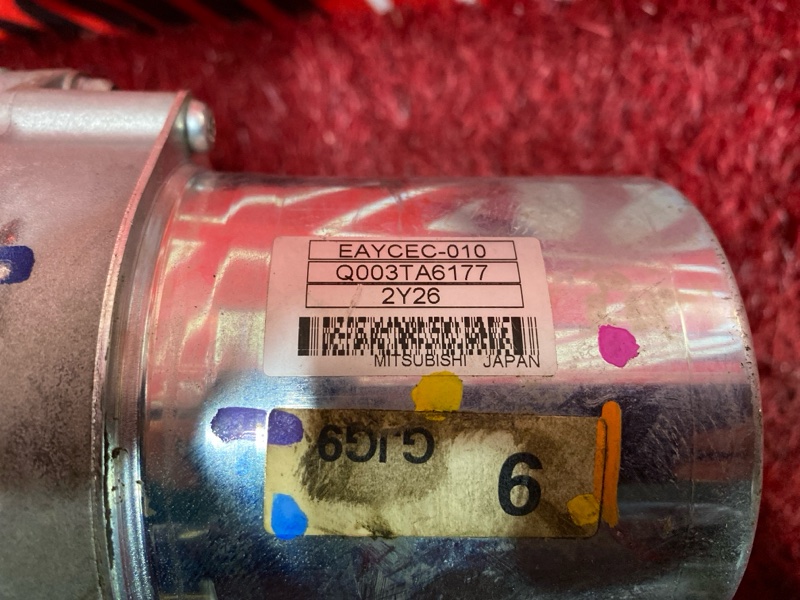 EAYCEC-010
Q003TA6177
2Y26
MITSUBISHI JAPAN
GJG9
6